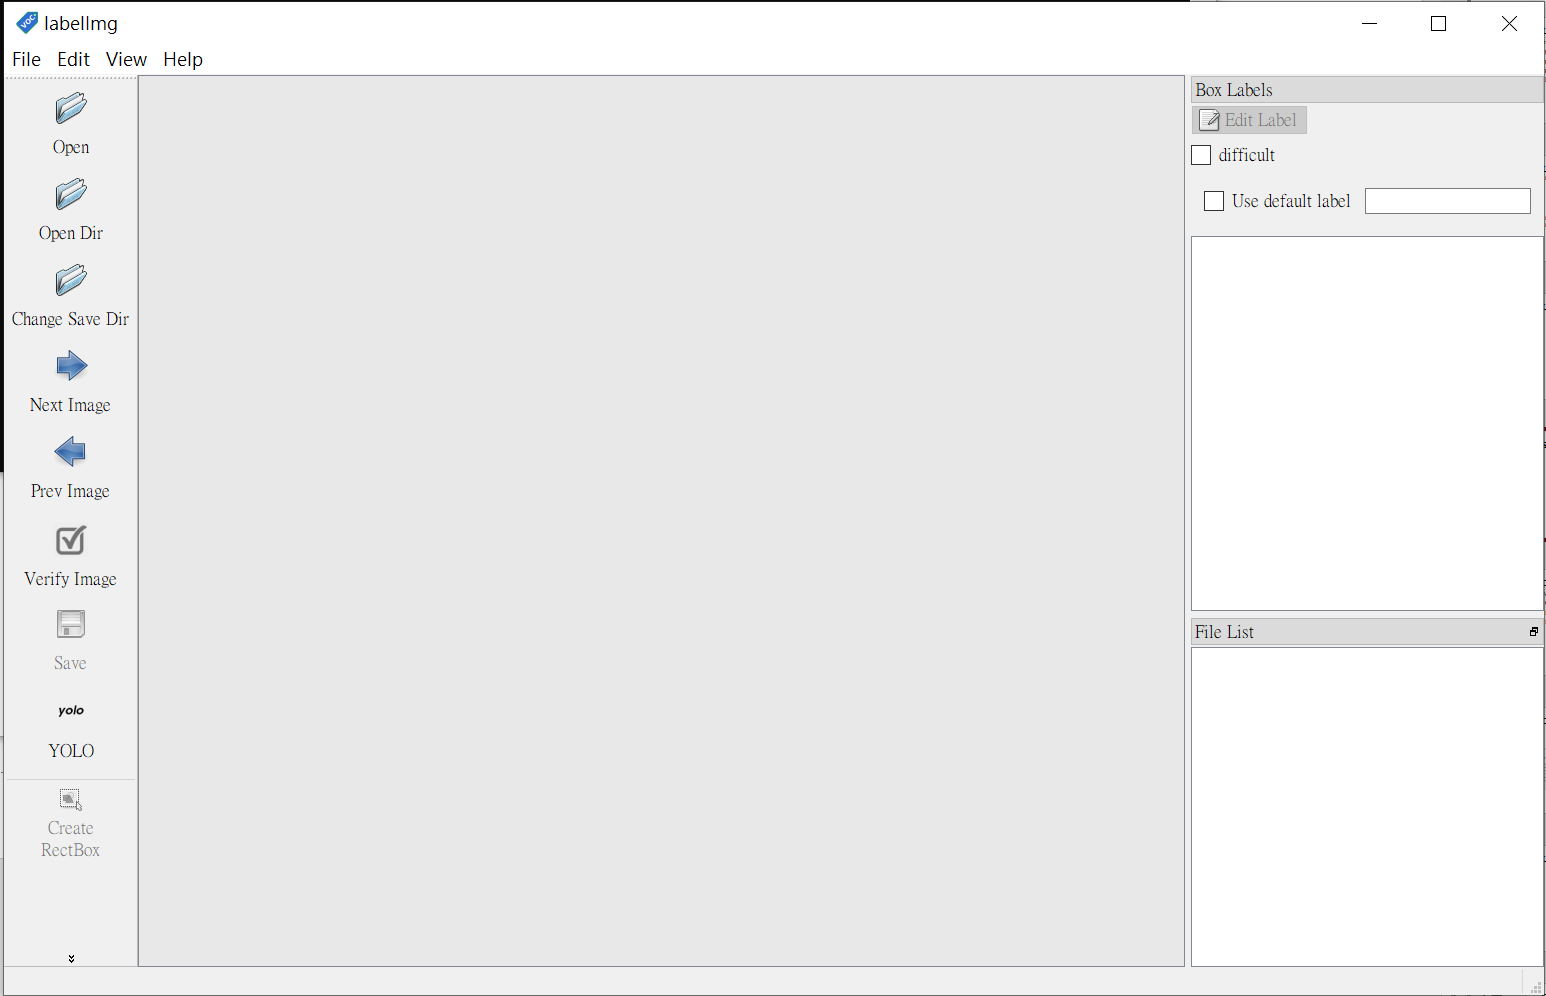 VOC
labelImg
File Edit View Help
Open
Open Dir
Change Save Dir
Next Image
Prev Image
Verify Image
Save
yolo
YOLO
Create
RectBox
Box Labels
Edit Label
difficult
Use default label
File List